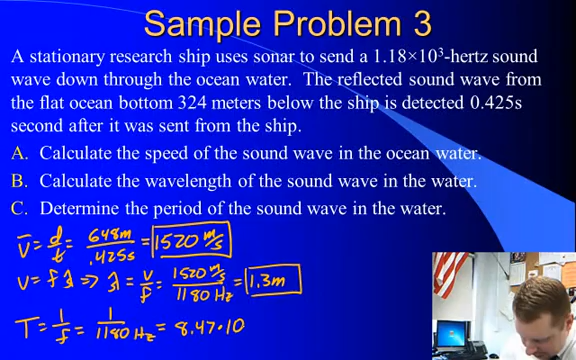 Sample Problem 3
A stationary research ship uses sonar to send a 1.18×10³-hertz sound
wave down through the ocean water. The reflected sound wave from
the flat ocean bottom 324 meters below the ship is detected 0.425s
second after it was sent from the ship.
A. Calculate the speed of the sound wave in the ocean water.
B. Calculate the wavelength of the sound wave in the water.
C. Determine the period of the sound wave in the water.
v̄ = d/t = 648m/.425s = 1520 m/s
v = fλ ⇒ λ = v/f = 1520 m/s / 1180 Hz = 1.3m
T = 1/f = 1/1180 Hz = 8.47·10